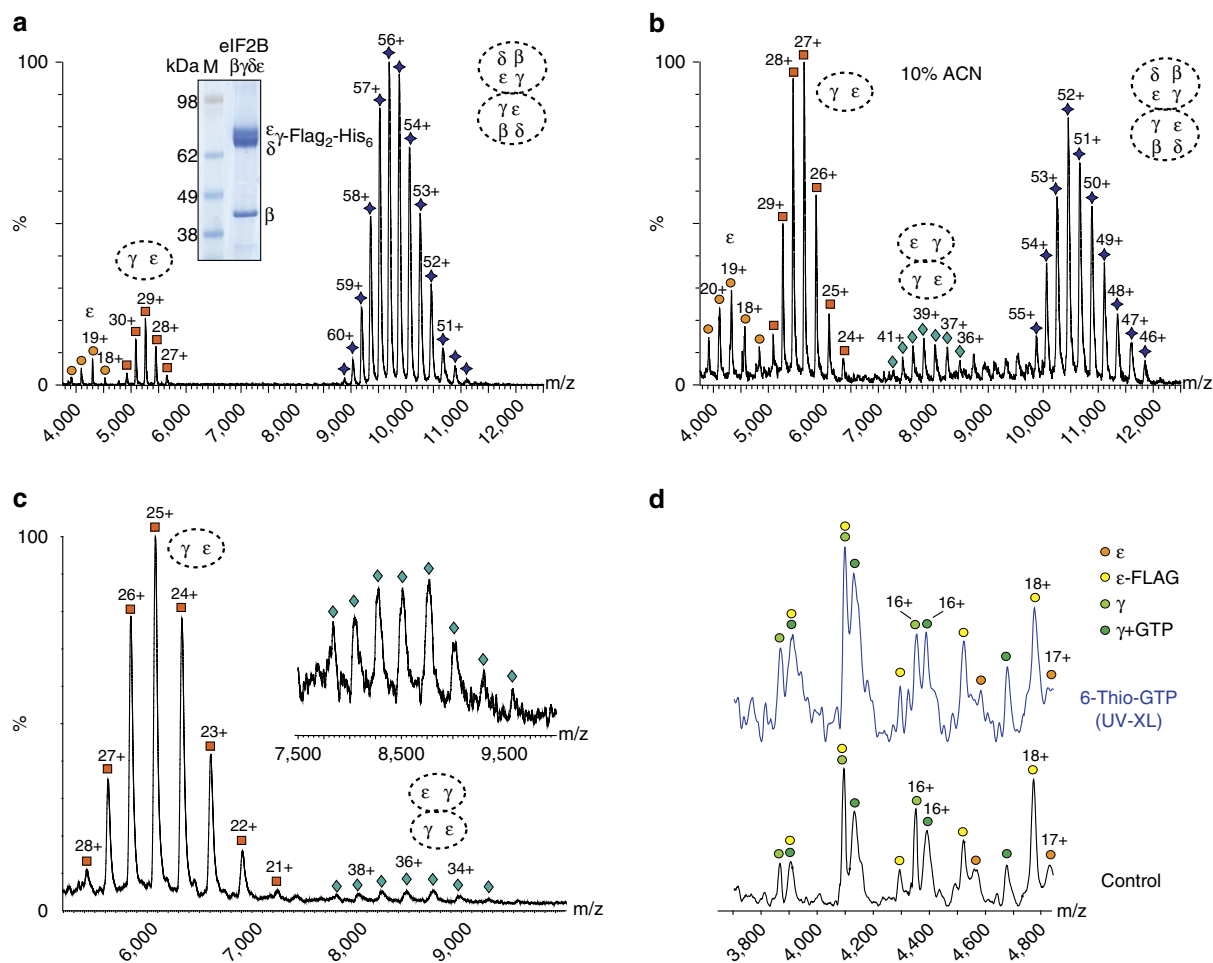 a
eIF2B
kDa M βγδε
98
62
49
38
ε
δ
γ-Flag₂-His₆
β
100
%
0
δ β
ε γ
γ ε
β δ
γ ε
ε
19+
18+
30+
29+
28+
27+
60+
59+
58+
57+
56+
54+
53+
52+
51+
4,000 5,000 6,000 7,000 8,000 9,000 10,000 11,000 12,000
m/z
b
10% ACN
100
%
0
δ β
ε γ
γ ε
β δ
γ ε
ε γ
γ ε
ε
20+
19+
18+
29+
28+
27+
26+
25+
24+
41+
39+
37+
36+
55+
54+
53+
52+
51+
50+
49+
48+
47+
46+
4,000 5,000 6,000 7,000 8,000 9,000 10,000 11,000 12,000
m/z
c
100
%
0
γ ε
28+
27+
26+
25+
24+
23+
22+
21+
38+
36+
34+
ε γ
γ ε
7,500 8,500 9,500
m/z
6,000 7,000 8,000 9,000
m/z
d
ε
ε-FLAG
γ
γ+GTP
16+
16+
18+
17+
6-Thio-GTP
(UV-XL)
16+
16+
18+
17+
Control
3,800 4,000 4,200 4,400 4,600 4,800
m/z